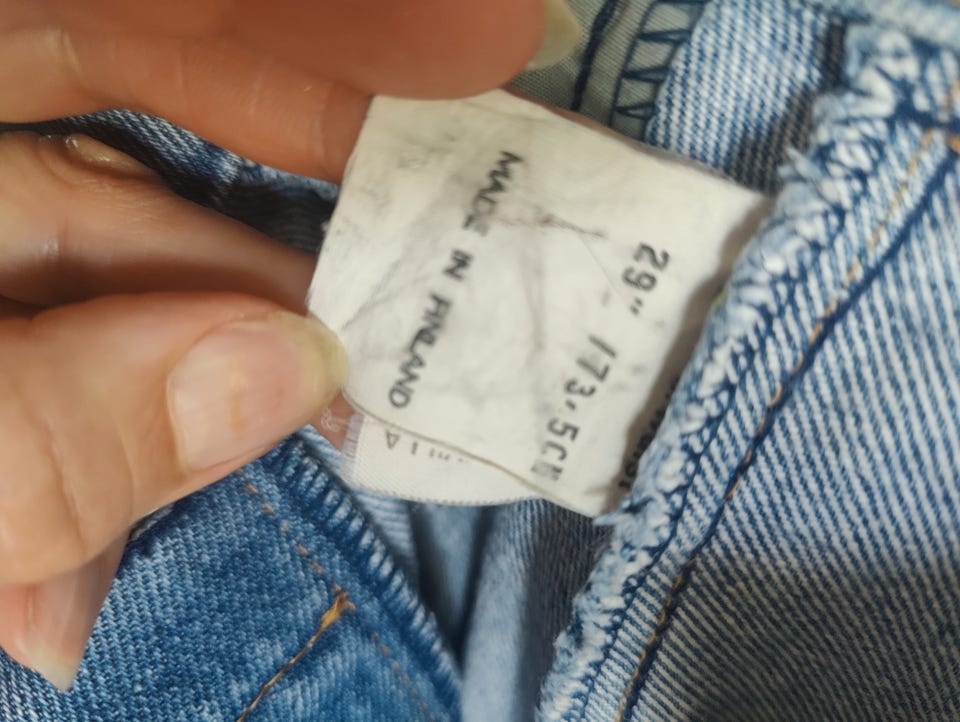 29" /73.5CM
MADE IN FINLAND